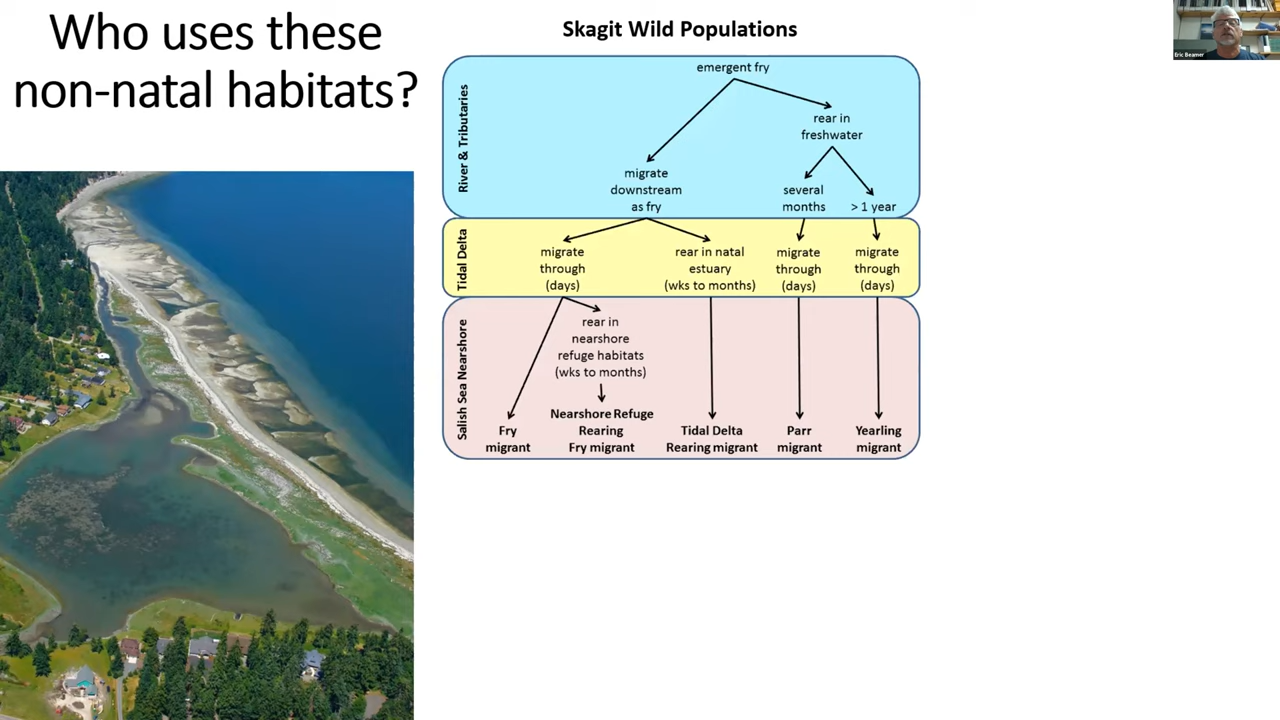 Who uses these
non-natal habitats?
Skagit Wild Populations
River & Tributaries
emergent fry
rear in
freshwater
migrate
downstream
as fry
several
months
> 1 year
Tidal Delta
migrate
through
(days)
rear in natal
estuary
(wks to months)
migrate
through
(days)
migrate
through
(days)
Salish Sea Nearshore
rear in
nearshore
refuge habitats
(wks to months)
Fry
migrant
Nearshore Refuge
Rearing
Fry migrant
Tidal Delta
Rearing migrant
Parr
migrant
Yearling
migrant
Eric Beamer